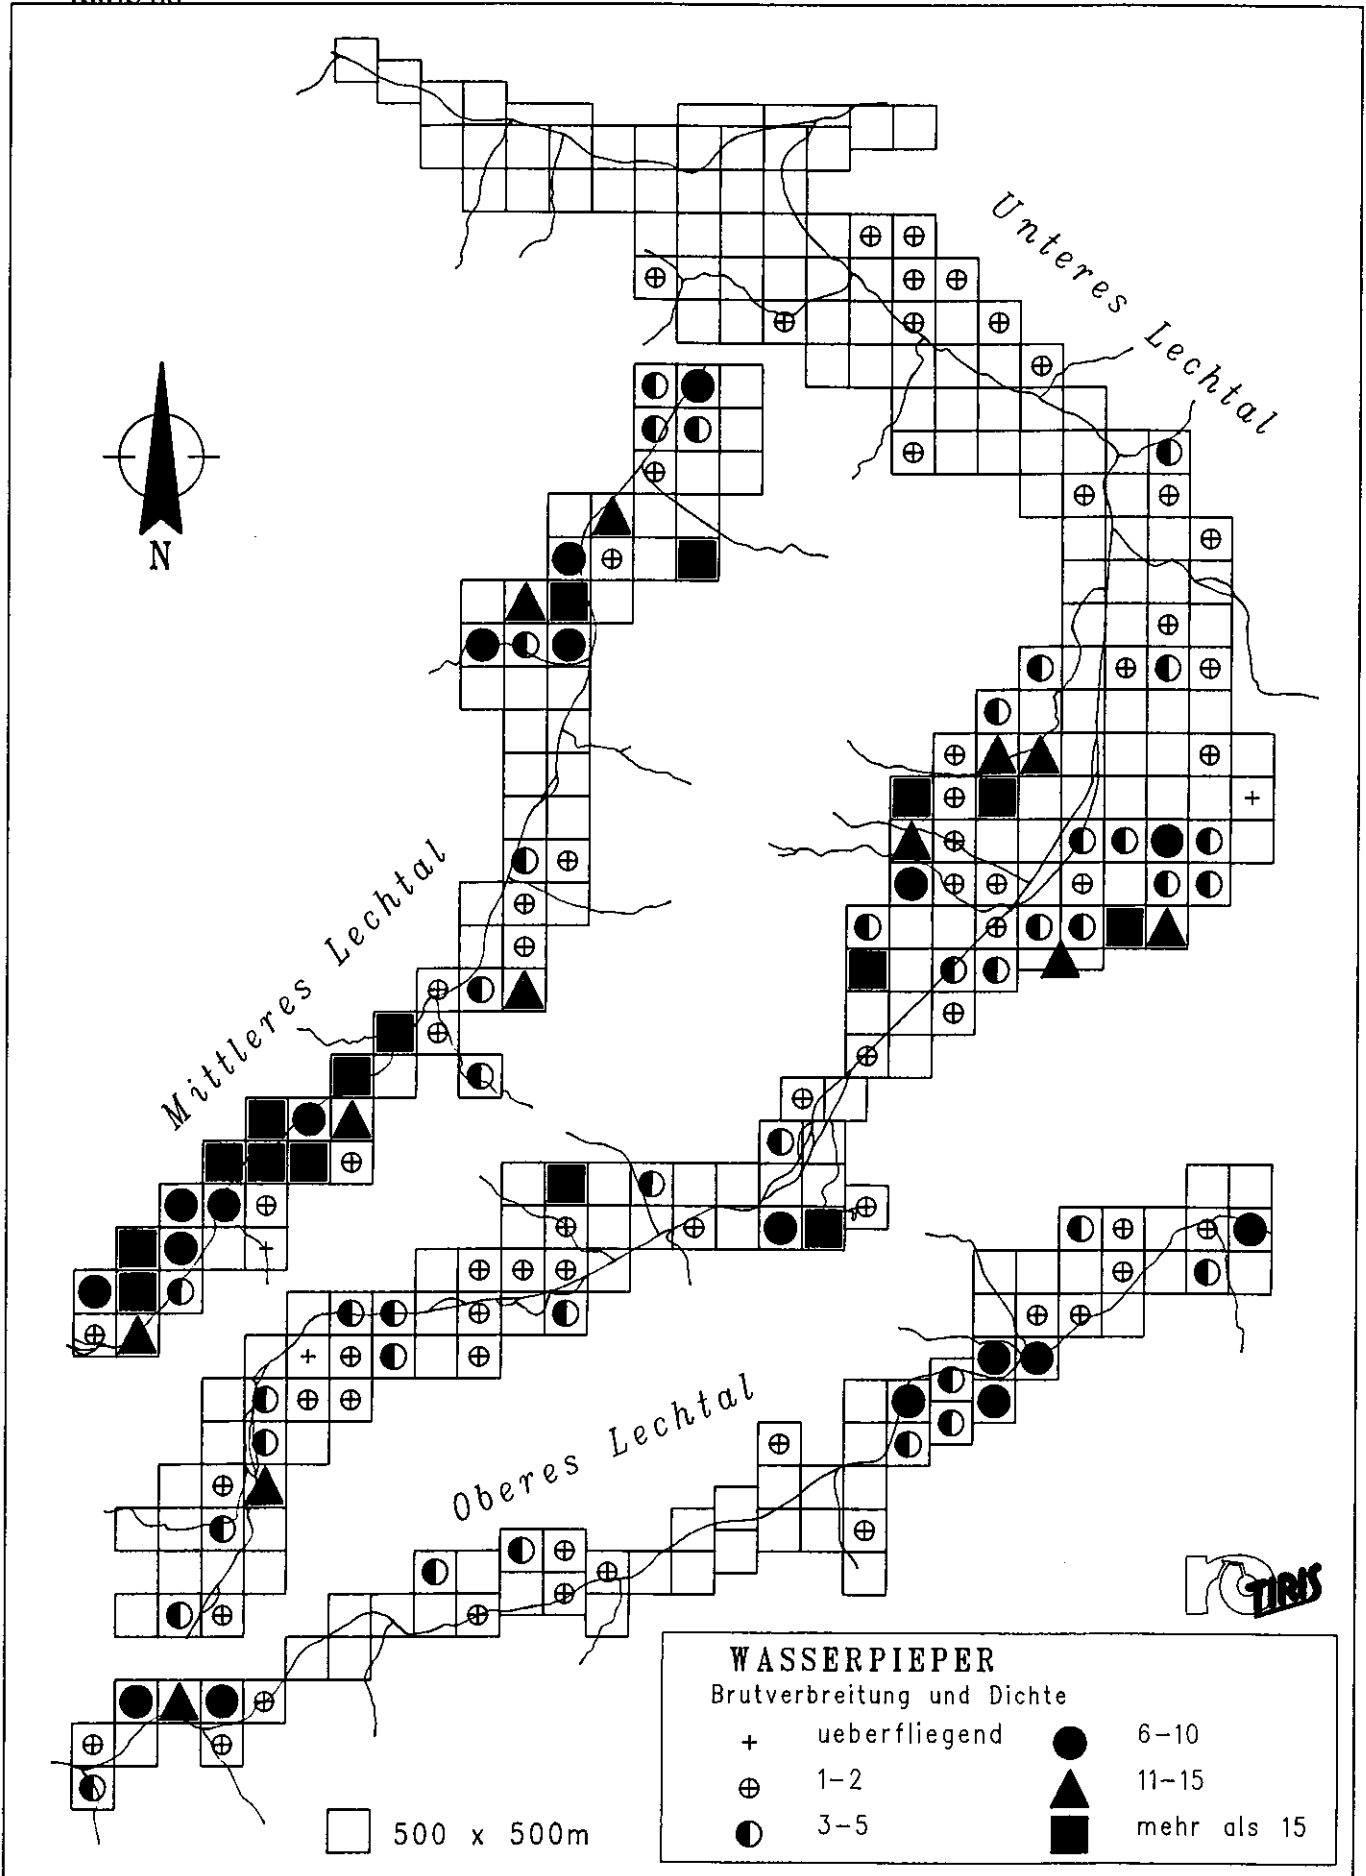 Unteres Lechtal
N
Mittleres Lechtal
Oberes Lechtal
TIRIS
WASSERPIEPER
Brutverbreitung und Dichte
+ ueberfliegend
1-2
3-5
6-10
11-15
mehr als 15
500 x 500m